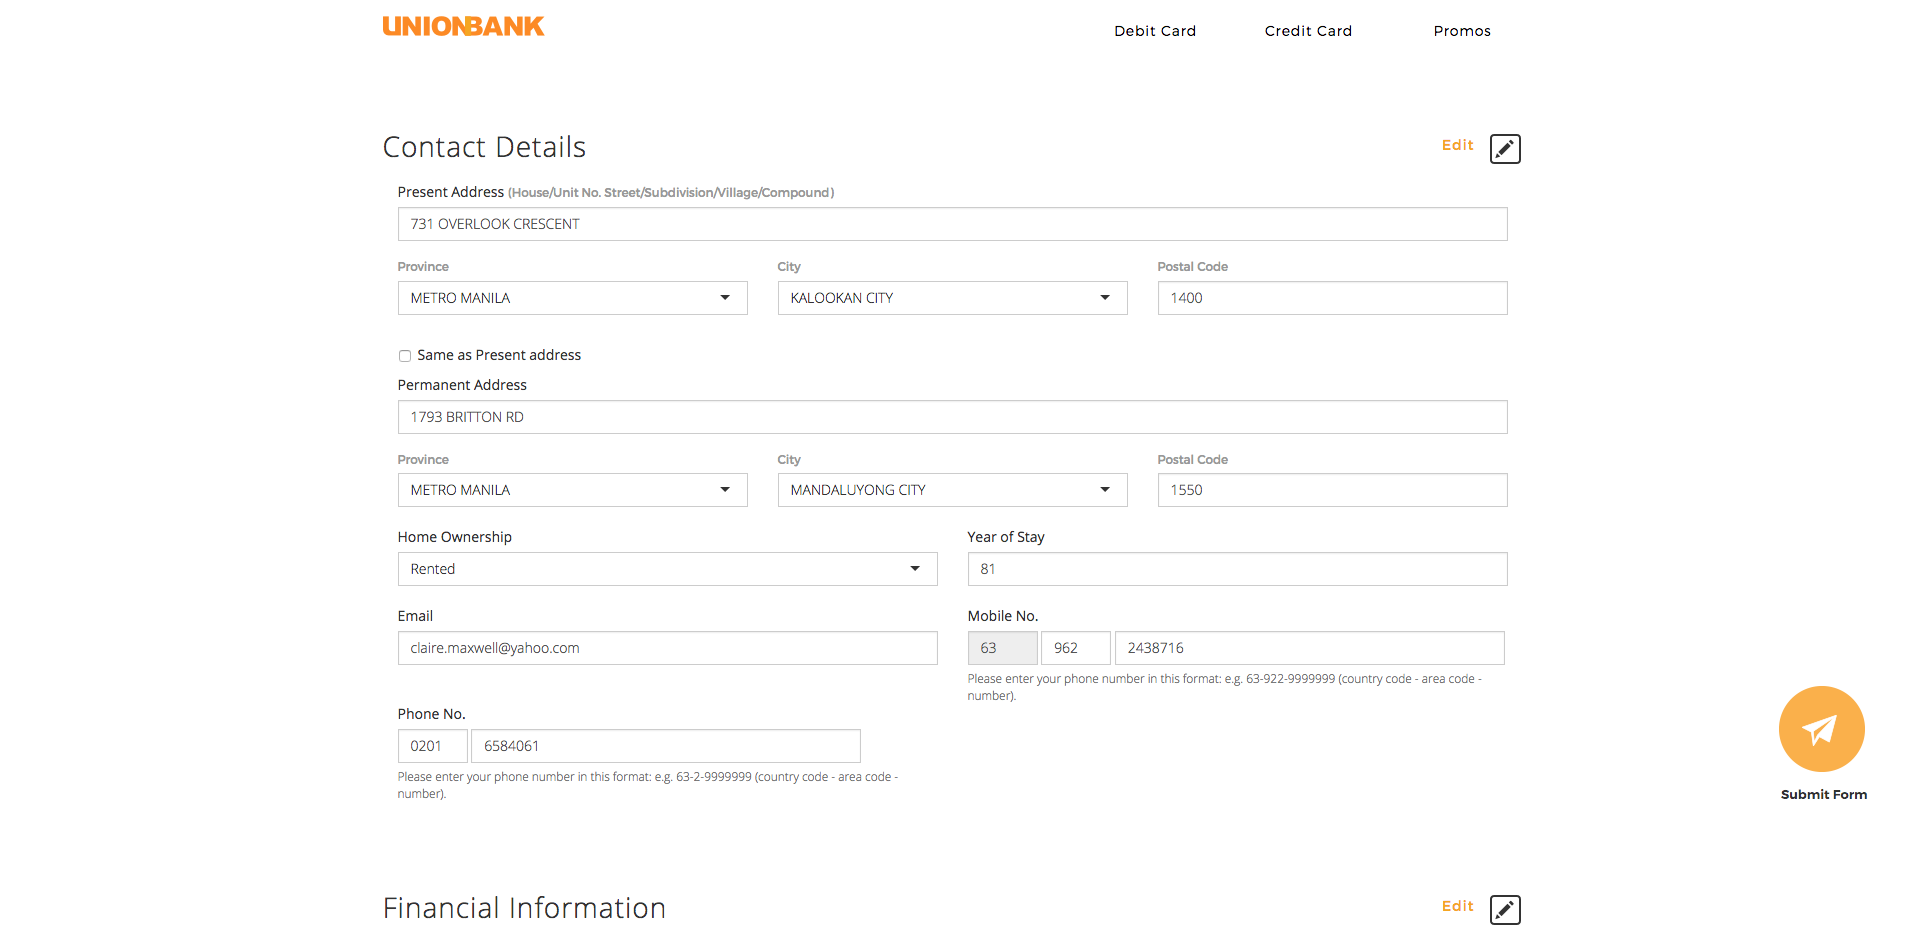 UNIONBANK
Debit Card Credit Card Promos
Contact Details Edit
Present Address (House/Unit No. Street/Subdivision/Village/Compound)
731 OVERLOOK CRESCENT
Province City Postal Code
METRO MANILA KALOOKAN CITY 1400
Same as Present address
Permanent Address
1793 BRITTON RD
Province City Postal Code
METRO MANILA MANDALUYONG CITY 1550
Home Ownership Year of Stay
Rented 81
Email Mobile No.
claire.maxwell@yahoo.com 63 962 2438716
Please enter your phone number in this format: e.g. 63-922-9999999 (country code - area code -
number).
Phone No.
0201 6584061
Please enter your phone number in this format: e.g. 63-2-9999999 (country code - area code -
number).
Submit Form
Financial Information Edit